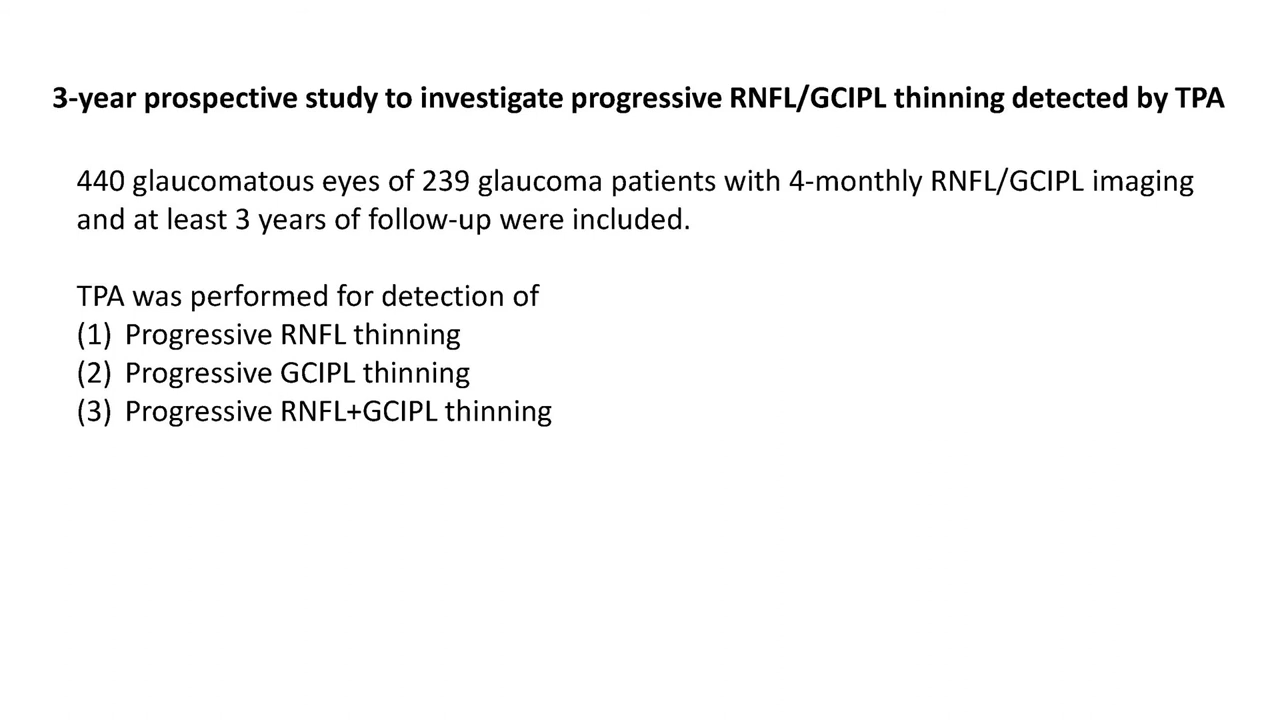 3-year prospective study to investigate progressive RNFL/GCIPL thinning detected by TPA
440 glaucomatous eyes of 239 glaucoma patients with 4-monthly RNFL/GCIPL imaging
and at least 3 years of follow-up were included.
TPA was performed for detection of
(1) Progressive RNFL thinning
(2) Progressive GCIPL thinning
(3) Progressive RNFL+GCIPL thinning